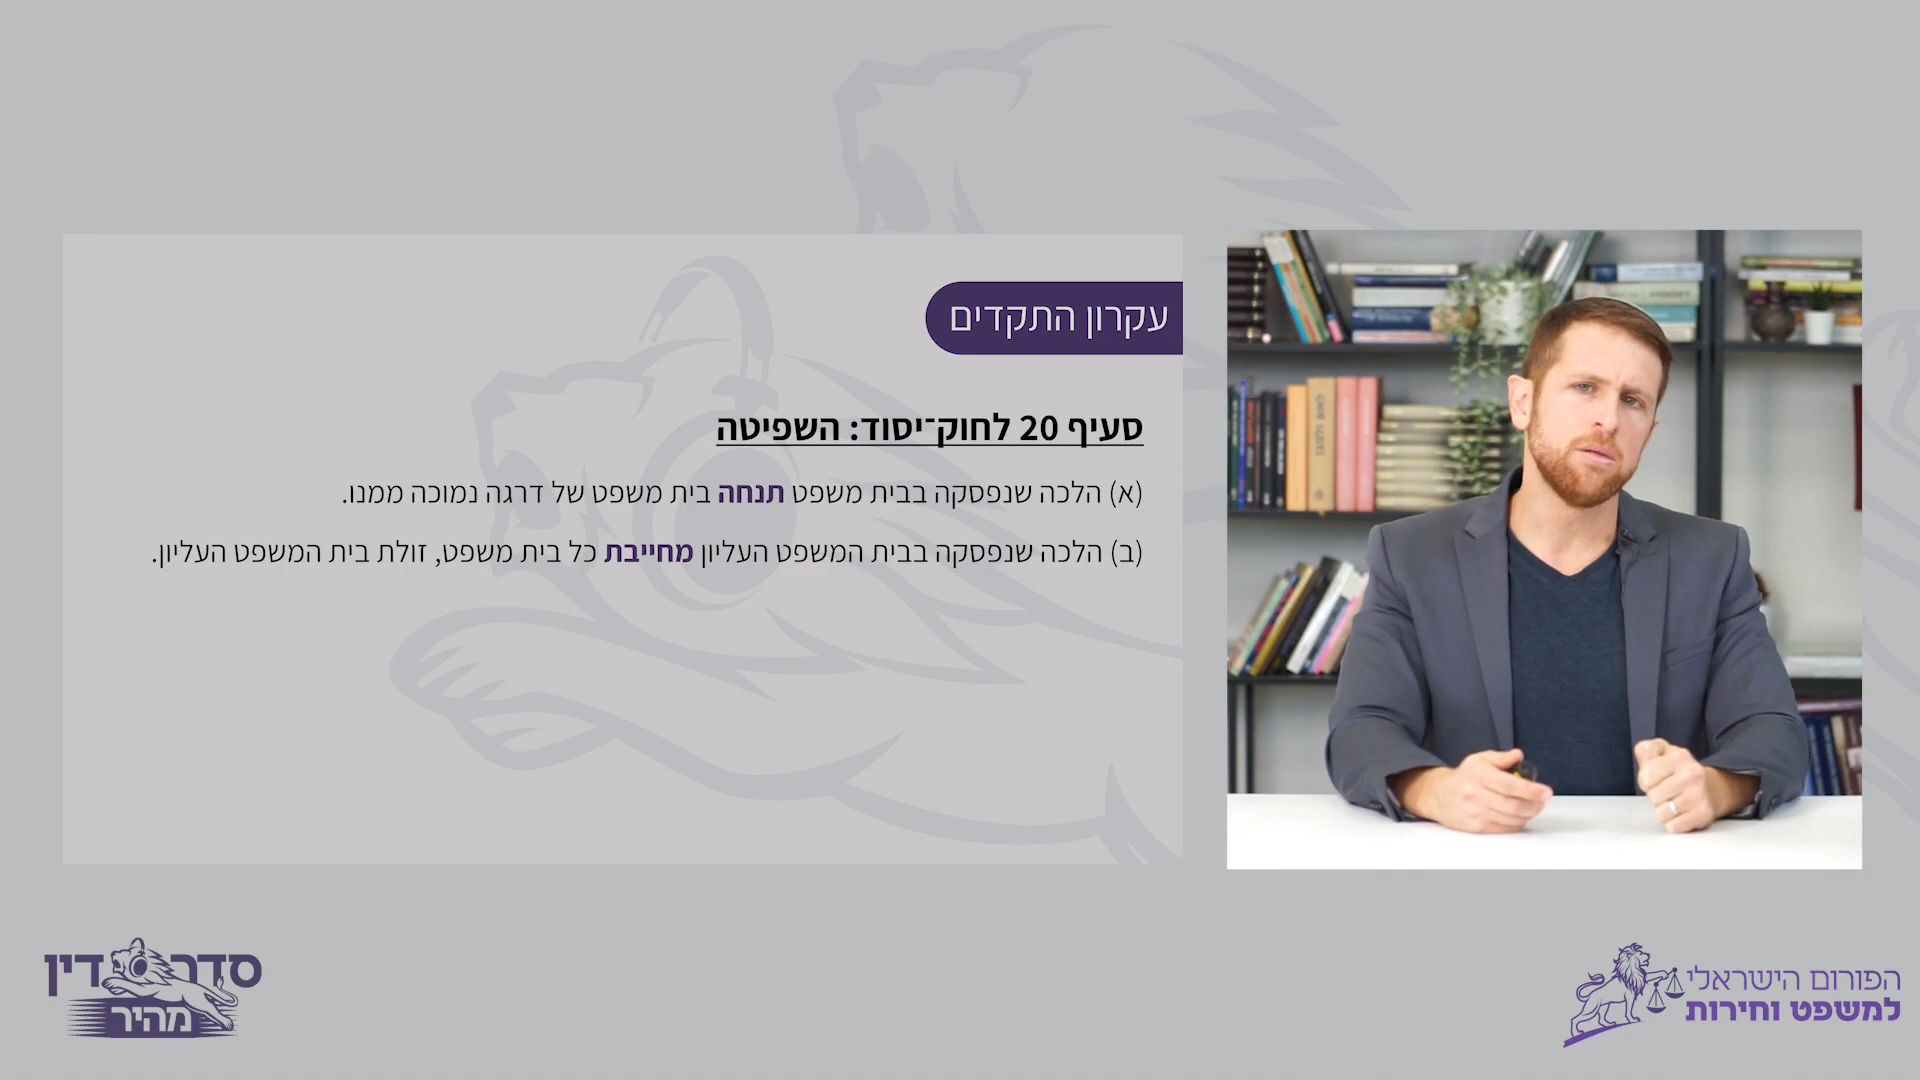 עקרון התקדים
סעיף 20 לחוק־יסוד: השפיטה
(א) הלכה שנפסקה בבית משפט תנחה בית משפט של דרגה נמוכה ממנו.
(ב) הלכה שנפסקה בבית המשפט העליון מחייבת כל בית משפט, זולת בית המשפט העליון.
סדר דין
מהיר
הפורום הישראלי
למשפט וחירות